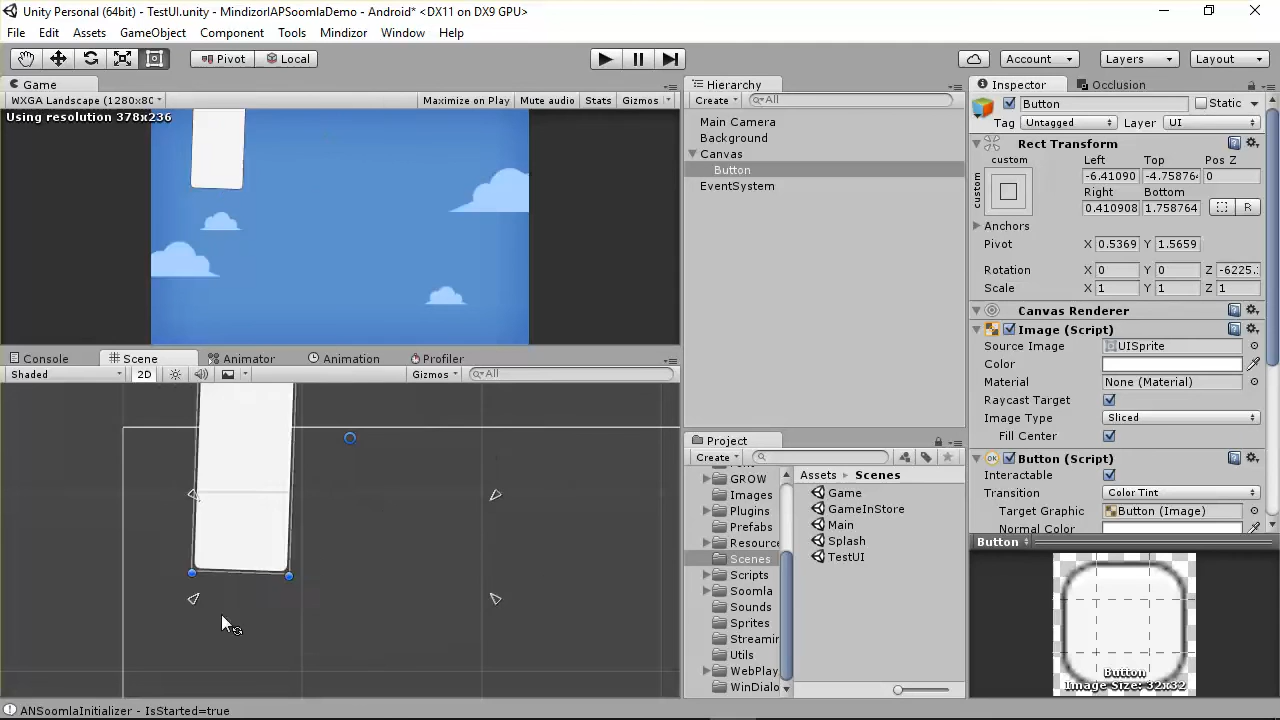 Unity Personal (64bit) - TestUI.unity - MindizorIAPSoomlaDemo - Android* <DX11 on DX9 GPU>
File Edit Assets GameObject Component Tools Mindizor Window Help
Pivot Local Account Layers Layout
Game
WXGA Landscape (1280x80 Maximize on Play Mute audio Stats Gizmos
Using resolution 378x236
Hierarchy
Create All
Main Camera
Background
Canvas
Button
EventSystem
Inspector Occlusion
Button Static
Tag Untagged Layer UI
Rect Transform
custom Left Top Pos Z
custom -6.41090 -4.75876 0
Right Bottom
0.410908 1.758764 R
Anchors
Pivot X 0.5369 Y 1.5659
Rotation X 0 Y 0 Z -6225.
Scale X 1 Y 1 Z 1
Canvas Renderer
Image (Script)
Source Image UISprite
Color
Material None (Material)
Raycast Target
Image Type Sliced
Fill Center
OK Button (Script)
Interactable
Transition Color Tint
Target Graphic Button (Image)
Normal Color
Button
Button
Image Size: 32x32
Console Scene Animator Animation Profiler
Shaded 2D Gizmos All
Project
Create
GROW
Images
Plugins
Prefabs
Resource
Scenes
Scripts
Soomla
Sounds
Sprites
Streamin
Utils
WebPlay
WinDialo
Assets Scenes
Game
GameInStore
Main
Splash
TestUI
ANSoomlaInitializer - IsStarted=true